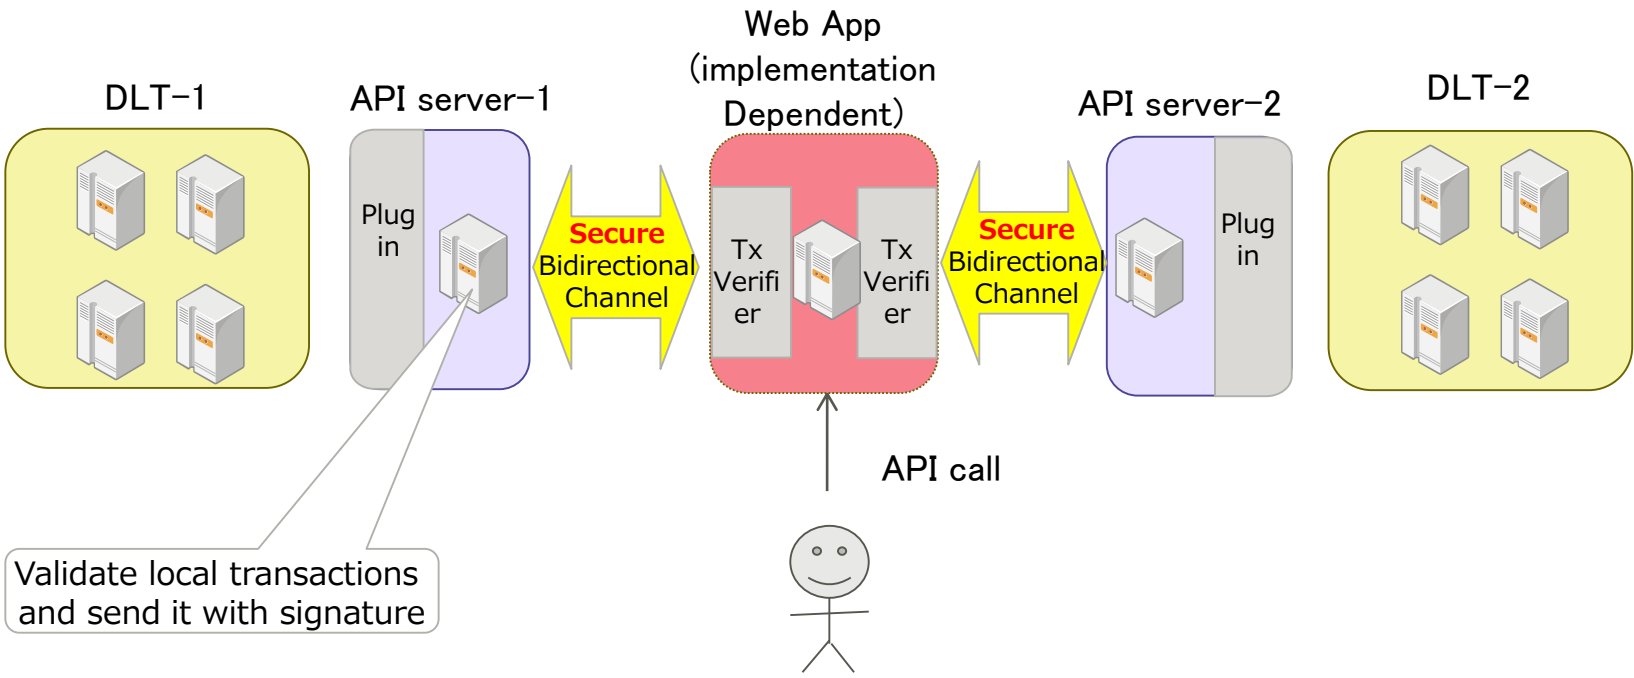 Web App
(implementation
Dependent)
DLT-1
API server-1
API server-2
DLT-2
Plug
in
Secure
Bidirectional
Channel
Tx
Verifi
er
Tx
Verifi
er
Secure
Bidirectional
Channel
Plug
in
API call
Validate local transactions
and send it with signature